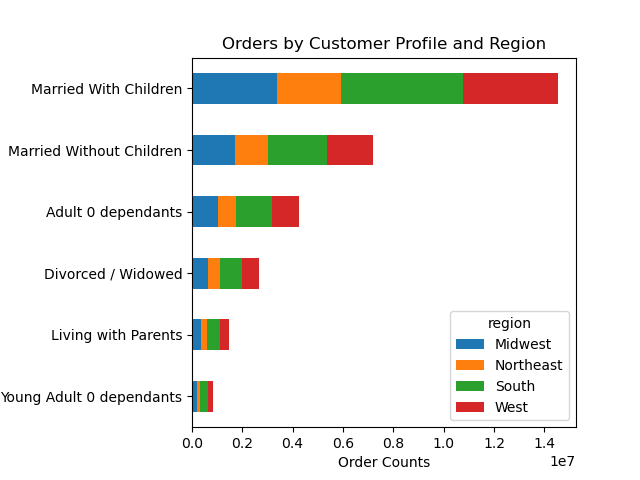 Orders by Customer Profile and Region
Married With Children
Married Without Children
Adult 0 dependants
Divorced / Widowed
Living with Parents
Young Adult 0 dependants
region
Midwest
Northeast
South
West
0.0 0.2 0.4 0.6 0.8 1.0 1.2 1.4
1e7
Order Counts